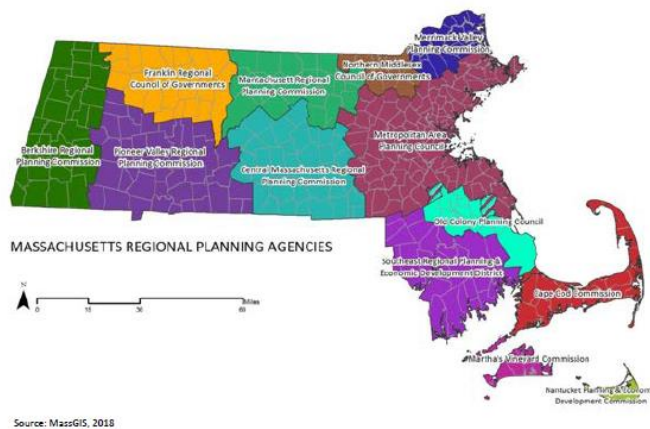 Merrimack Valley
Planning Commission
Franklin Regional
Council of Governments
Montachusett Regional
Planning Commission
Northern Middlesex
Council of Governments
Metropolitan Area
Planning Council
Berkshire Regional
Planning Commission
Pioneer Valley Regional
Planning Commission
Central Massachusetts Regional
Planning Commission
Old Colony Planning Council
MASSACHUSETTS REGIONAL PLANNING AGENCIES
Southeast Regional Planning &
Economic Development District
N
Miles
0 15 30 60
Cape Cod Commission
Martha's Vineyard Commission
Nantucket Planning & Econom
Development Commission
Source: MassGIS, 2018